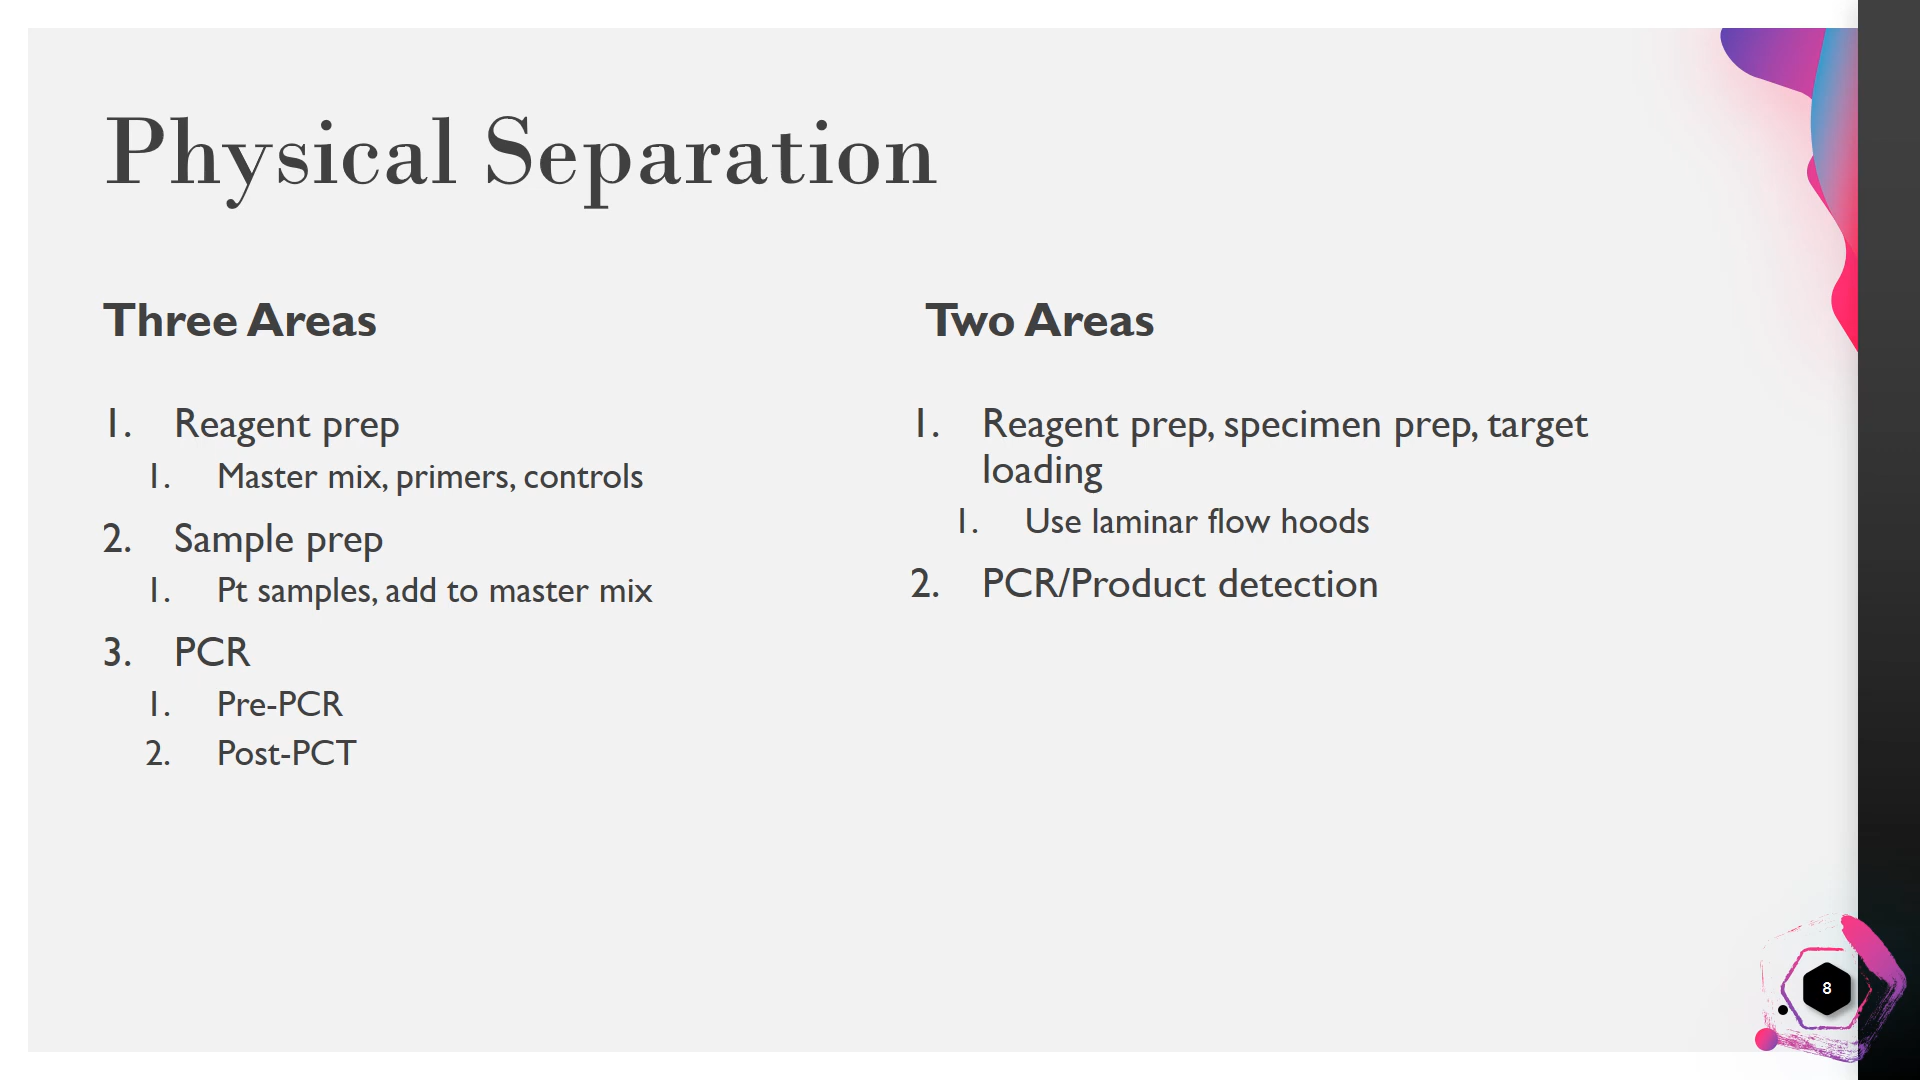 Physical Separation
Three Areas
1. Reagent prep
1. Master mix, primers, controls
2. Sample prep
1. Pt samples, add to master mix
3. PCR
1. Pre-PCR
2. Post-PCT
Two Areas
1. Reagent prep, specimen prep, target
loading
1. Use laminar flow hoods
2. PCR/Product detection
8